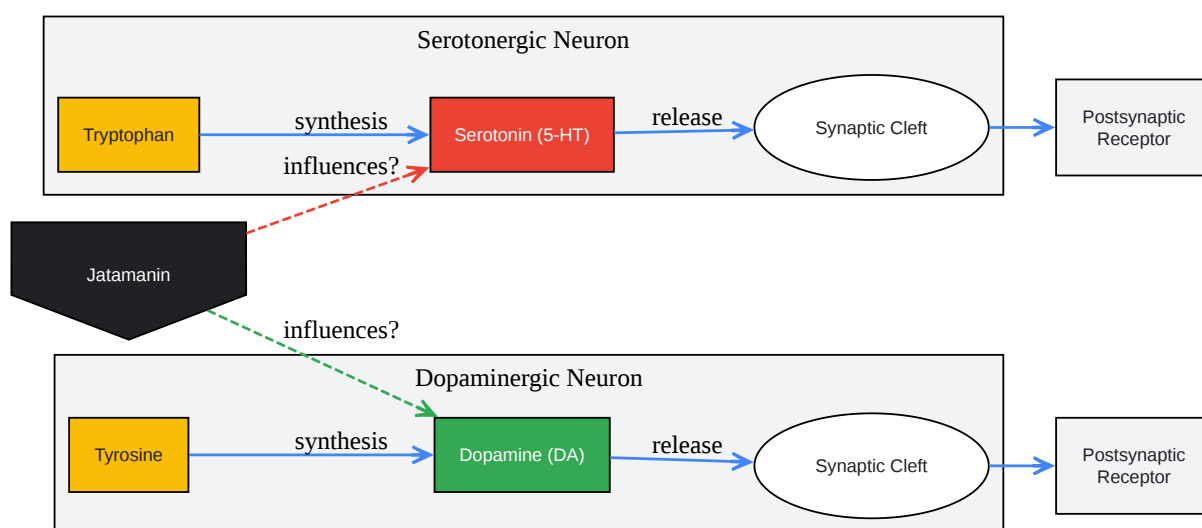 Serotonergic Neuron
Tryptophan
synthesis
Serotonin (5-HT)
release
Synaptic Cleft
Postsynaptic
Receptor
influences?
Jatamanin
influences?
Dopaminergic Neuron
Tyrosine
synthesis
Dopamine (DA)
release
Synaptic Cleft
Postsynaptic
Receptor